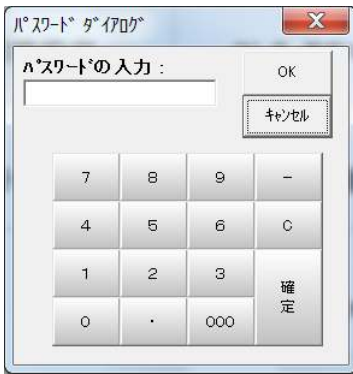 ﾊﾟｽﾜｰﾄﾞ ﾀﾞｲｱﾛｸﾞ
ﾊﾟｽﾜｰﾄﾞの入力：
OK
ｷｬﾝｾﾙ
7 8 9 −
4 5 6 C
1 2 3
確定
0 . 000